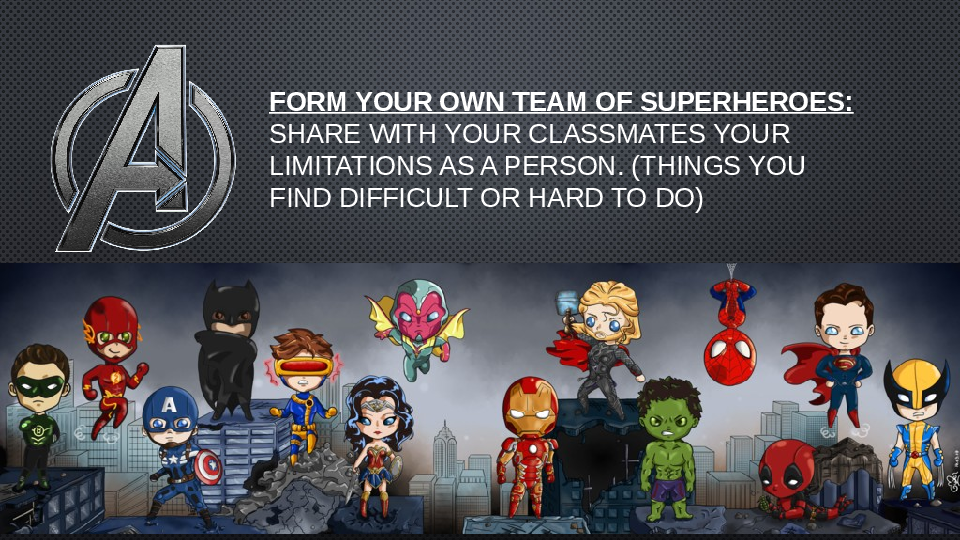 FORM YOUR OWN TEAM OF SUPERHEROES:
SHARE WITH YOUR CLASSMATES YOUR
LIMITATIONS AS A PERSON. (THINGS YOU
FIND DIFFICULT OR HARD TO DO)
A
A